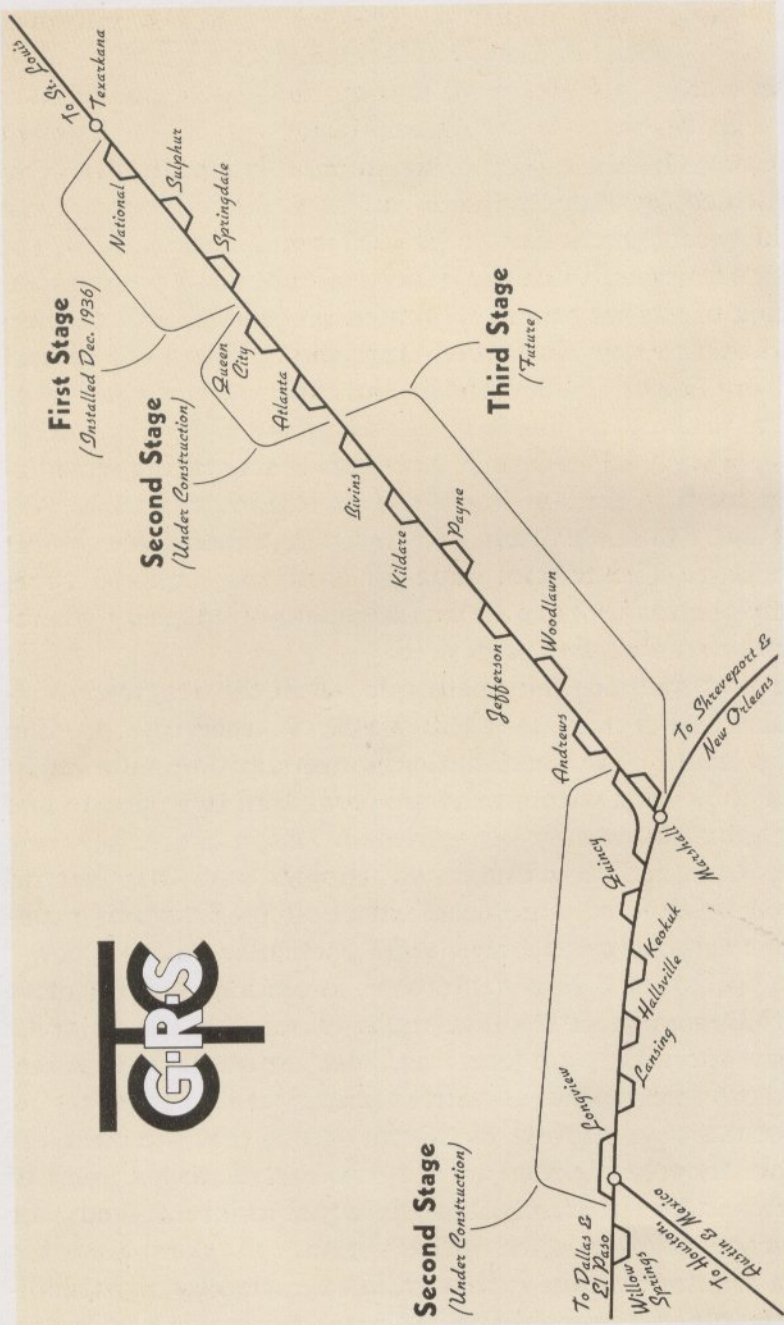 To St. Louis
Texarkana
National
Sulphur
Springdale
First Stage
(Installed Dec. 1936)
Queen
City
Atlanta
Second Stage
(Under Construction)
Bivins
Kildare
Payne
Third Stage
(Future)
Jefferson
Woodlawn
Andrews
To Shreveport &
New Orleans
Marshall
Quincy
Keokuk
Hallsville
Lansing
Longview
Second Stage
(Under Construction)
To Dallas &
El Paso
Willow
Springs
To Houston,
Austin & Mexico
CTC
G·R·S